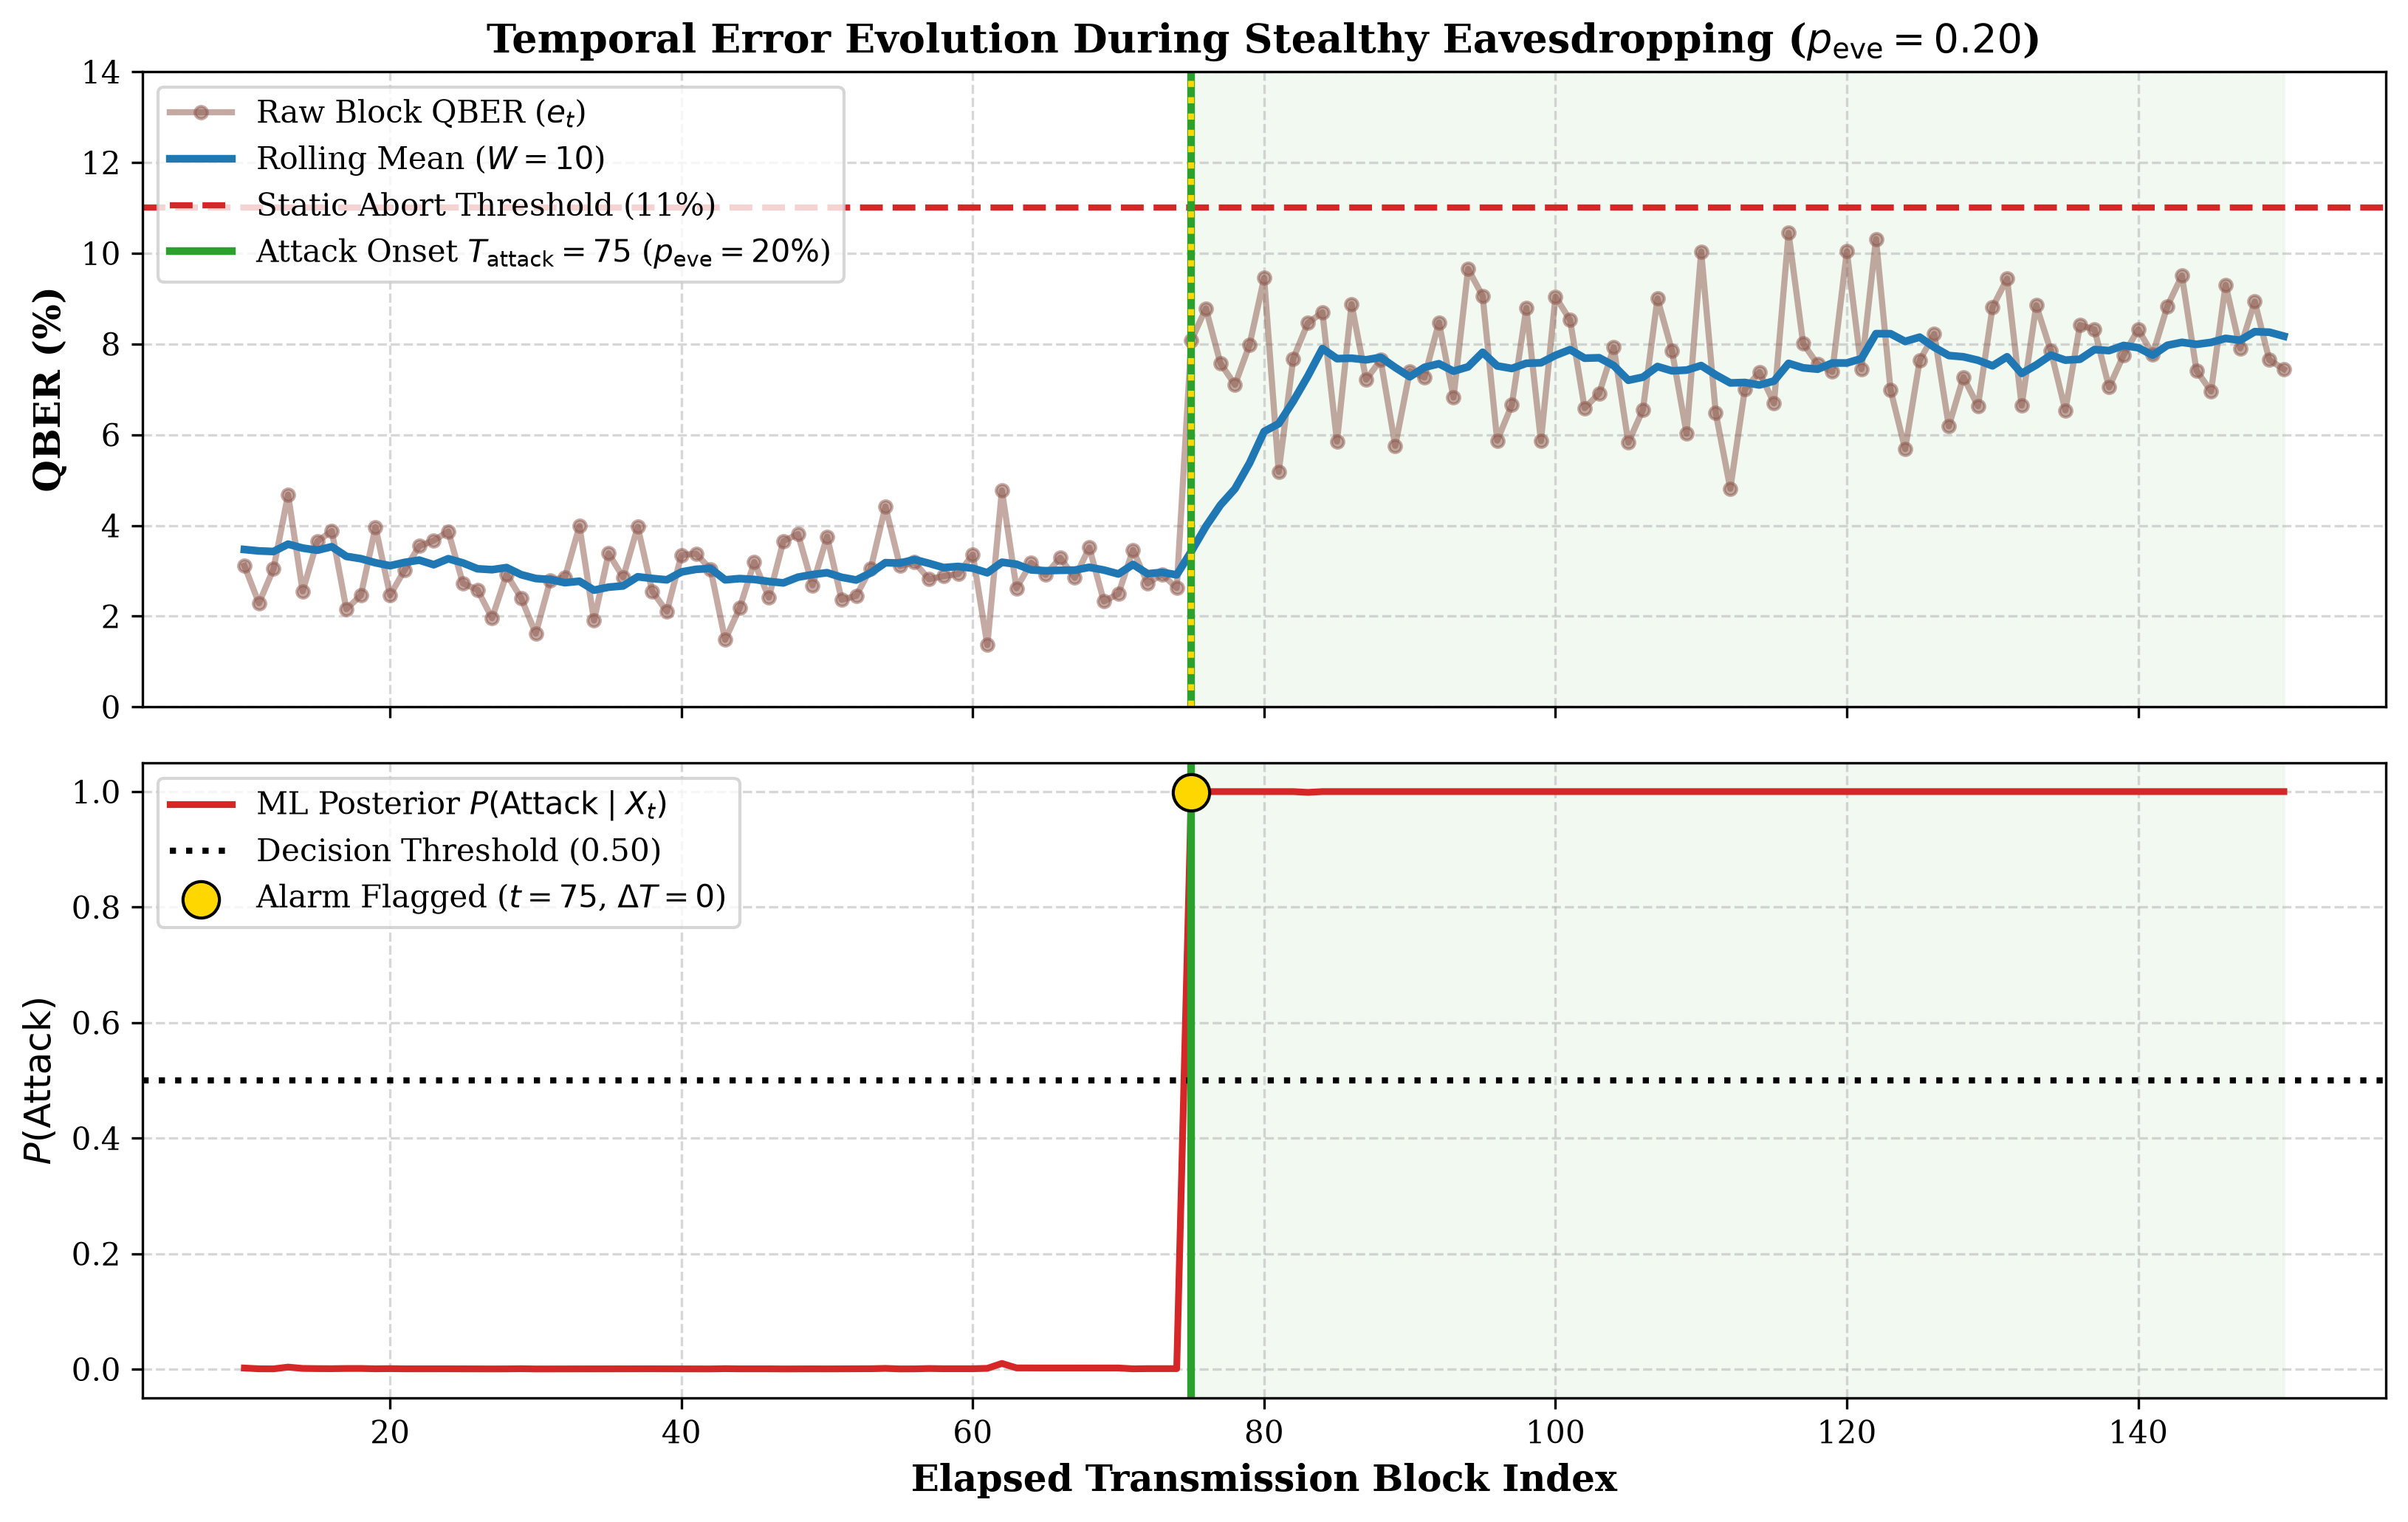 Temporal Error Evolution During Stealthy Eavesdropping (p_eve = 0.20)
14
12
10
8
6
4
2
0
QBER (%)
Raw Block QBER (e_t)
Rolling Mean (W = 10)
Static Abort Threshold (11%)
Attack Onset T_attack = 75 (p_eve = 20%)
1.0
0.8
0.6
0.4
0.2
0.0
P(Attack)
ML Posterior P(Attack | X_t)
Decision Threshold (0.50)
Alarm Flagged (t = 75, ΔT = 0)
20 40 60 80 100 120 140
Elapsed Transmission Block Index